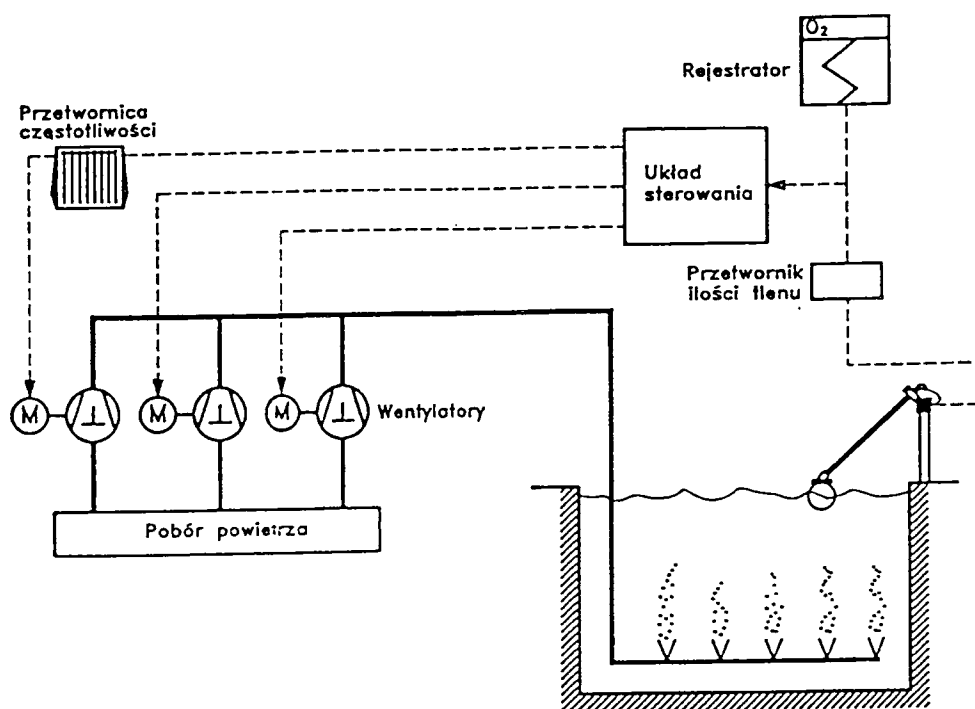 O₂
Rejestrator
Przetwornica
częstotliwości
Układ
sterowania
Przetwornik
ilości tlenu
M
M
M
Wentylatory
Pobór powietrza